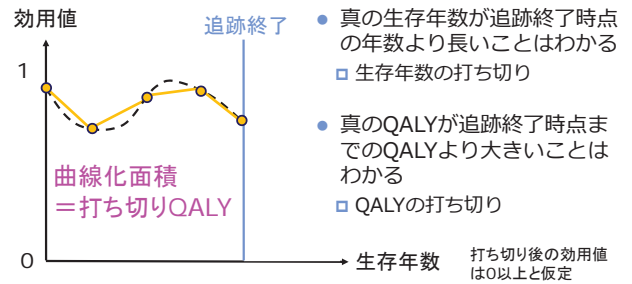 効用値
追跡終了
1
曲線化面積
＝打ち切りQALY
0
生存年数
真の生存年数が追跡終了時点
の年数より長いことはわかる
生存年数の打ち切り
真のQALYが追跡終了時点ま
でのQALYより大きいことは
わかる
QALYの打ち切り
打ち切り後の効用値
は0以上と仮定